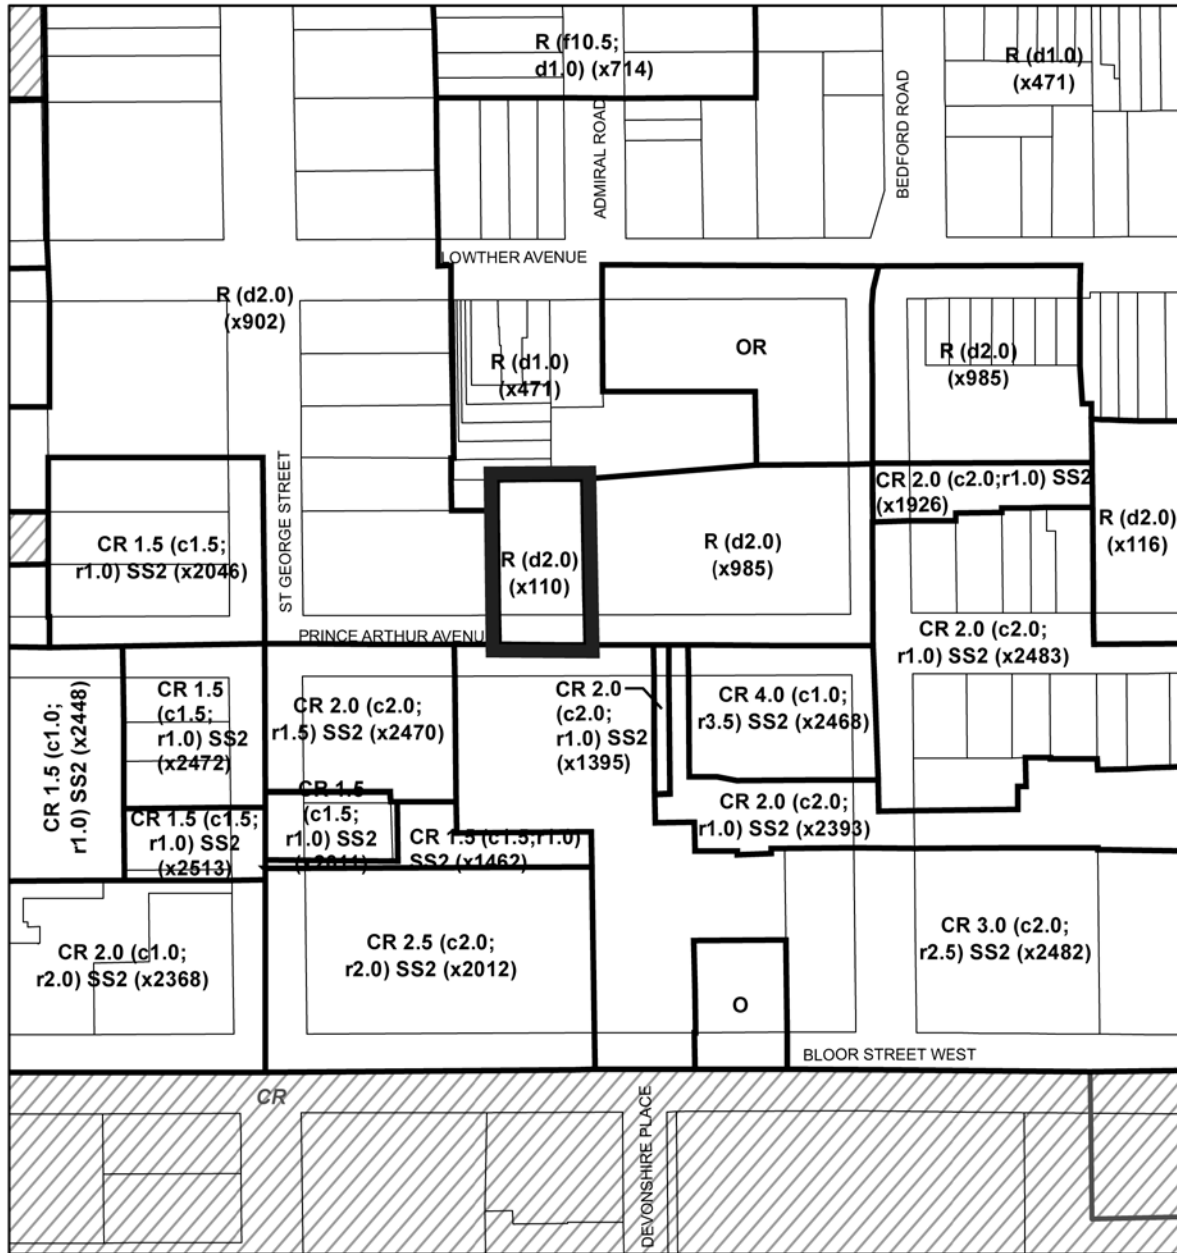 R (f10.5;
d1.0) (x714)
R (d1.0)
(x471)
ADMIRAL ROAD
BEDFORD ROAD
LOWTHER AVENUE
R (d2.0)
(x902)
R (d1.0)
(x471)
OR
R (d2.0)
(x985)
ST GEORGE STREET
CR 2.0 (c2.0;r1.0) SS2
(x1926)
CR 1.5 (c1.5;
r1.0) SS2 (x2046)
R (d2.0)
(x110)
R (d2.0)
(x985)
R (d2.0)
(x116)
PRINCE ARTHUR AVENU
CR 2.0 (c2.0;
r1.0) SS2 (x2483)
CR 1.5 (c1.0;
r1.0) SS2 (x2448)
CR 1.5
(c1.5;
r1.0) SS2
(x2472)
CR 2.0 (c2.0;
r1.5) SS2 (x2470)
CR 2.0
(c2.0;
r1.0) SS2
(x1395)
CR 4.0 (c1.0;
r3.5) SS2 (x2468)
CR 1.5 (c1.5;
r1.0) SS2
(x2513)
CR 1.5
(c1.5;
r1.0) SS2
CR 1.5 (c1.5;r1.0)
SS2 (x1462)
CR 2.0 (c2.0;
r1.0) SS2 (x2393)
CR 2.0 (c1.0;
r2.0) SS2 (x2368)
CR 2.5 (c2.0;
r2.0) SS2 (x2012)
CR 3.0 (c2.0;
r2.5) SS2 (x2482)
O
BLOOR STREET WEST
CR
DEVONSHIRE PLACE